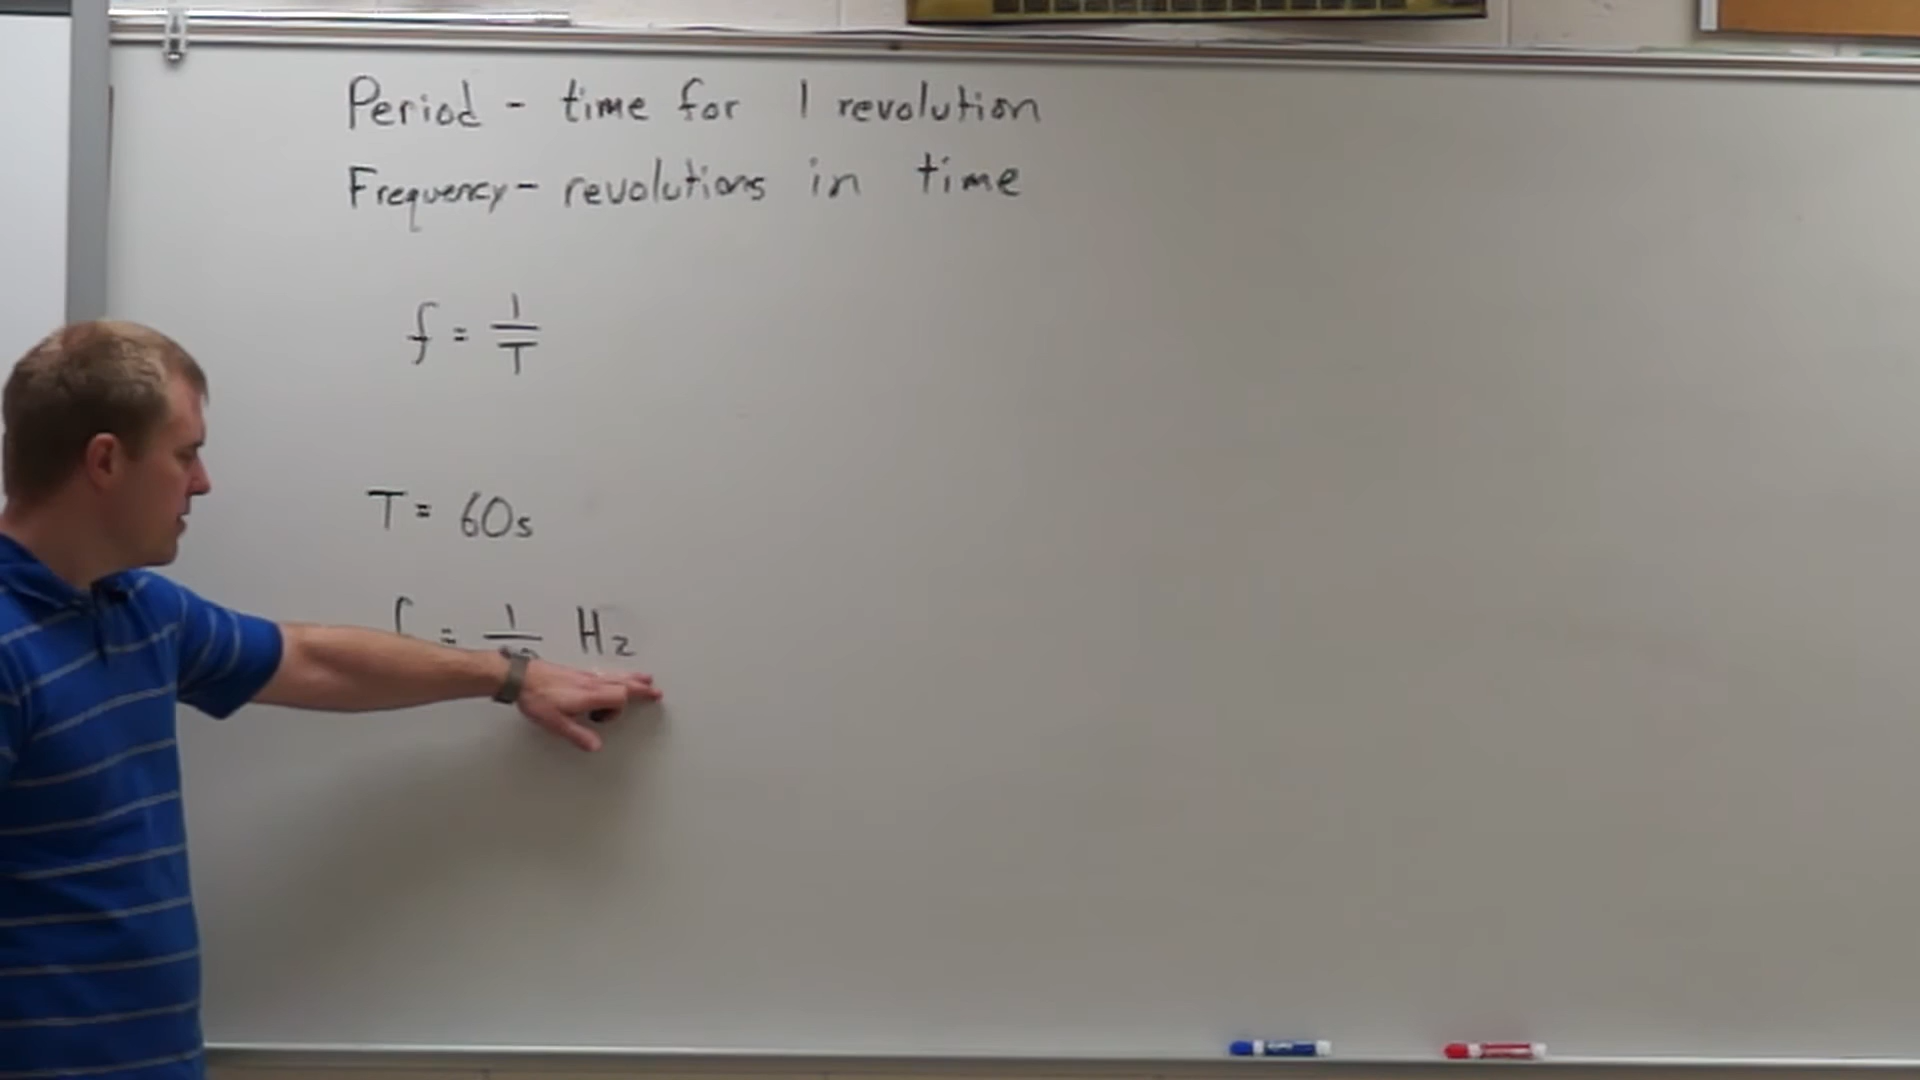 Period - time for 1 revolution
Frequency - revolutions in time
f = 1/T
T = 60s
f = 1/ Hz